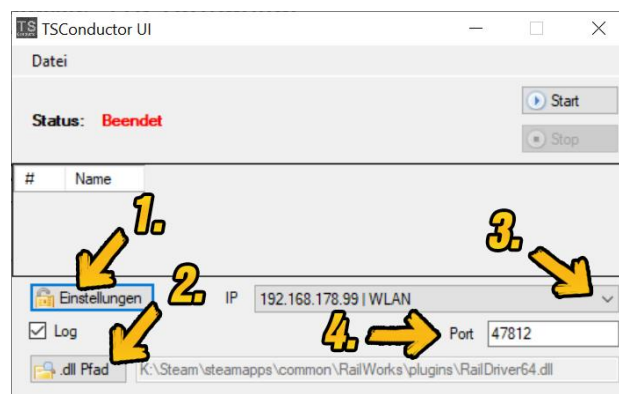 TS TSConductor UI
Datei
Start
Status: Beendet
Stop
# Name
1.
2.
3.
Einstellungen IP 192.168.178.99 | WLAN
4.
Log Port 47812
.dll Pfad K:\Steam\steamapps\common\RailWorks\plugins\RailDriver64.dll